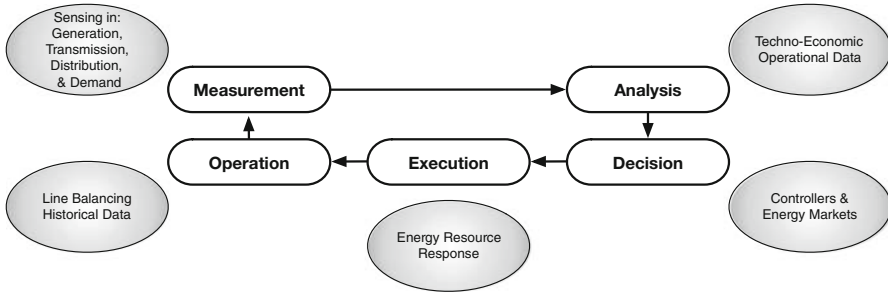 Sensing in:
Generation,
Transmission,
Distribution,
& Demand
Techno-Economic
Operational Data
Measurement
Analysis
Operation
Execution
Decision
Line Balancing
Historical Data
Controllers &
Energy Markets
Energy Resource
Response